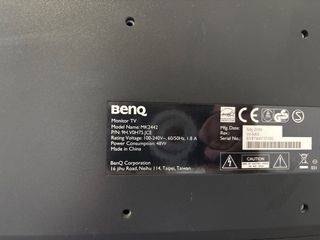 BenQ
Monitor TV
Model Name: MK2442
P/N: 9H.V0H75.JCE
Rating Voltage: 100-240V~, 60/50Hz, 1.8 A
Power Consumption: 48W
Made in China
BenQ Corporation
16 Jihu Road, Neihu 114, Taipei, Taiwan
Mfg. Date:
Rev.:
Serial No.:
CAUTION